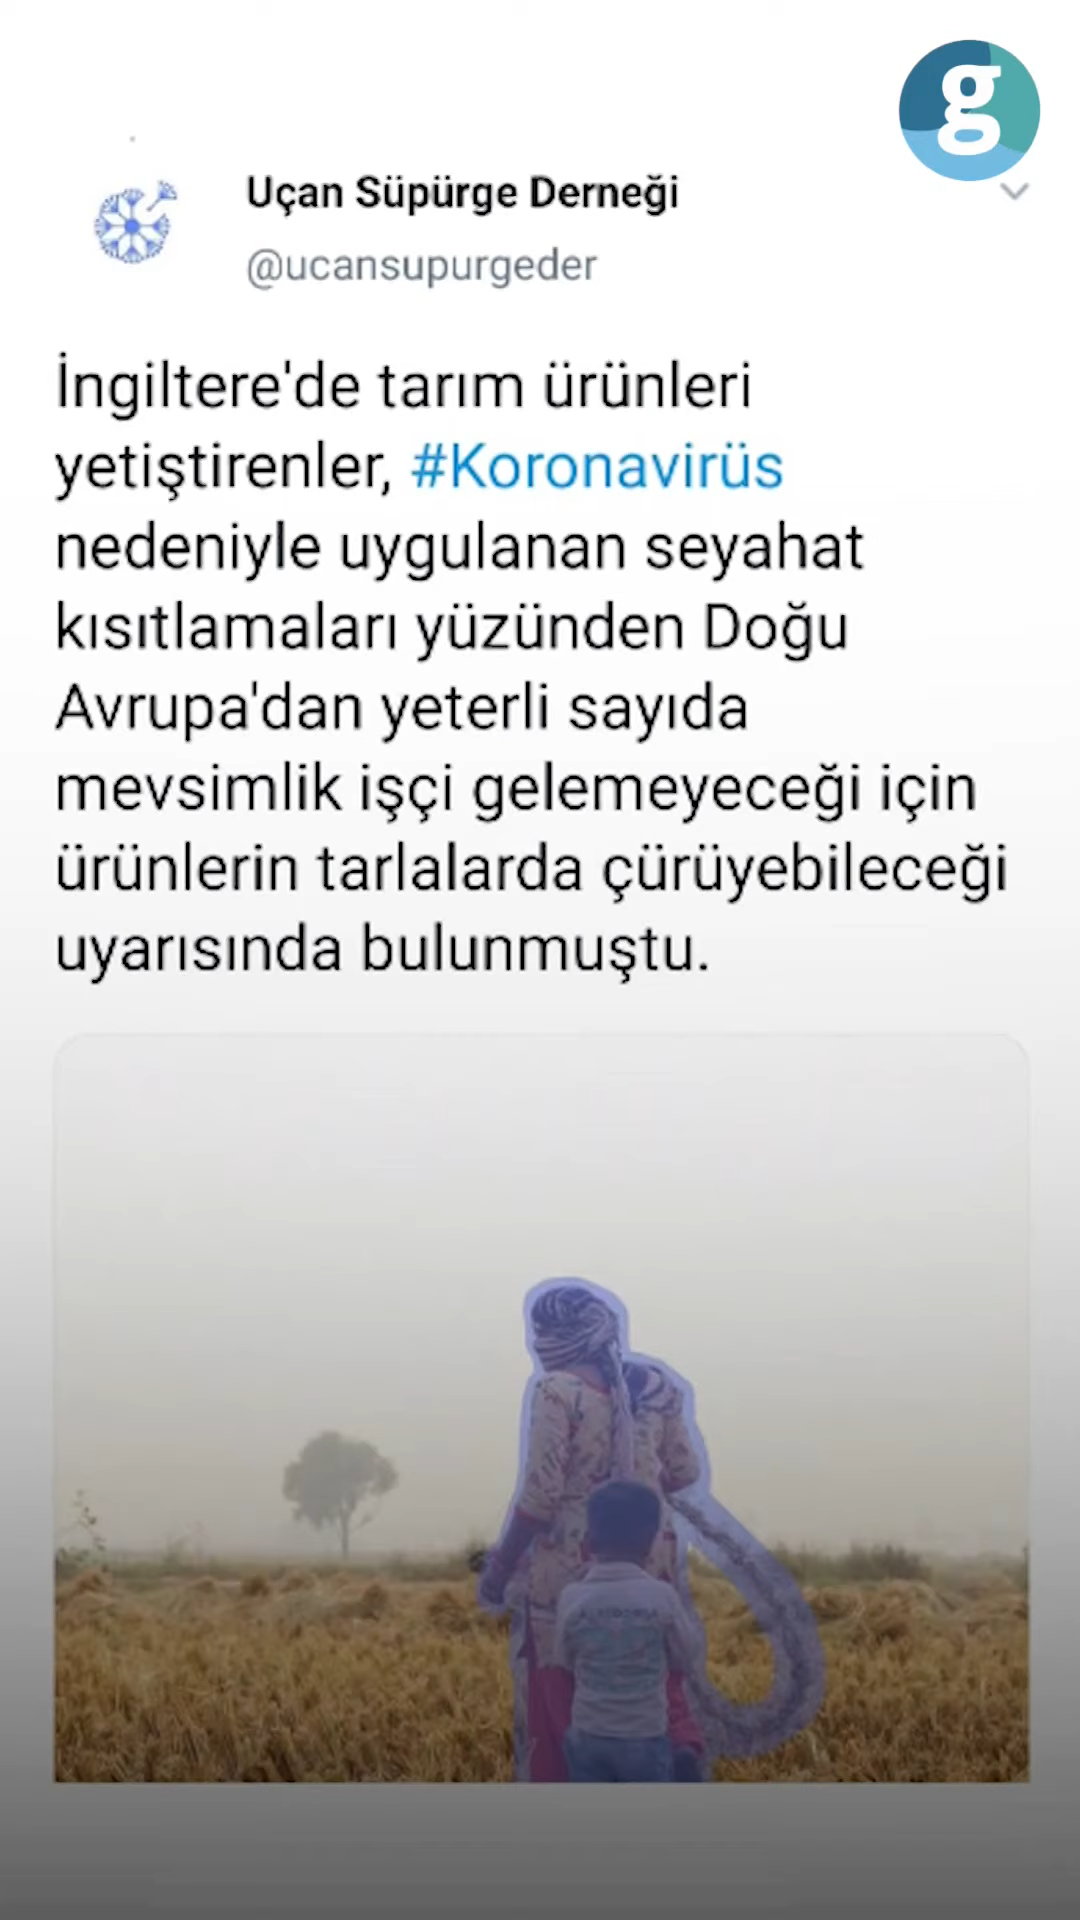 g
Uçan Süpürge Derneği
@ucansupurgeder
İngiltere'de tarım ürünleri
yetiştirenler, #Koronavirüs
nedeniyle uygulanan seyahat
kısıtlamaları yüzünden Doğu
Avrupa'dan yeterli sayıda
mevsimlik işçi gelemeyeceği için
ürünlerin tarlalarda çürüyebileceği
uyarısında bulunmuştu.